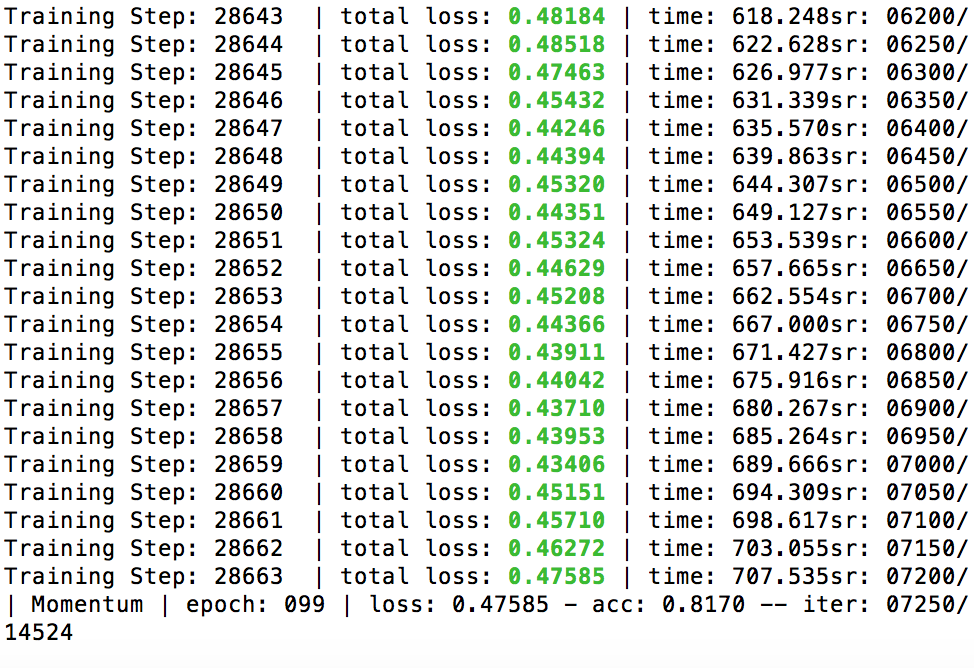 Training Step: 28643  | total loss: 0.48184 | time: 618.248sr: 06200/
Training Step: 28644  | total loss: 0.48518 | time: 622.628sr: 06250/
Training Step: 28645  | total loss: 0.47463 | time: 626.977sr: 06300/
Training Step: 28646  | total loss: 0.45432 | time: 631.339sr: 06350/
Training Step: 28647  | total loss: 0.44246 | time: 635.570sr: 06400/
Training Step: 28648  | total loss: 0.44394 | time: 639.863sr: 06450/
Training Step: 28649  | total loss: 0.45320 | time: 644.307sr: 06500/
Training Step: 28650  | total loss: 0.44351 | time: 649.127sr: 06550/
Training Step: 28651  | total loss: 0.45324 | time: 653.539sr: 06600/
Training Step: 28652  | total loss: 0.44629 | time: 657.665sr: 06650/
Training Step: 28653  | total loss: 0.45208 | time: 662.554sr: 06700/
Training Step: 28654  | total loss: 0.44366 | time: 667.000sr: 06750/
Training Step: 28655  | total loss: 0.43911 | time: 671.427sr: 06800/
Training Step: 28656  | total loss: 0.44042 | time: 675.916sr: 06850/
Training Step: 28657  | total loss: 0.43710 | time: 680.267sr: 06900/
Training Step: 28658  | total loss: 0.43953 | time: 685.264sr: 06950/
Training Step: 28659  | total loss: 0.43406 | time: 689.666sr: 07000/
Training Step: 28660  | total loss: 0.45151 | time: 694.309sr: 07050/
Training Step: 28661  | total loss: 0.45710 | time: 698.617sr: 07100/
Training Step: 28662  | total loss: 0.46272 | time: 703.055sr: 07150/
Training Step: 28663  | total loss: 0.47585 | time: 707.535sr: 07200/
| Momentum | epoch: 099 | loss: 0.47585 - acc: 0.8170 -- iter: 07250/
14524